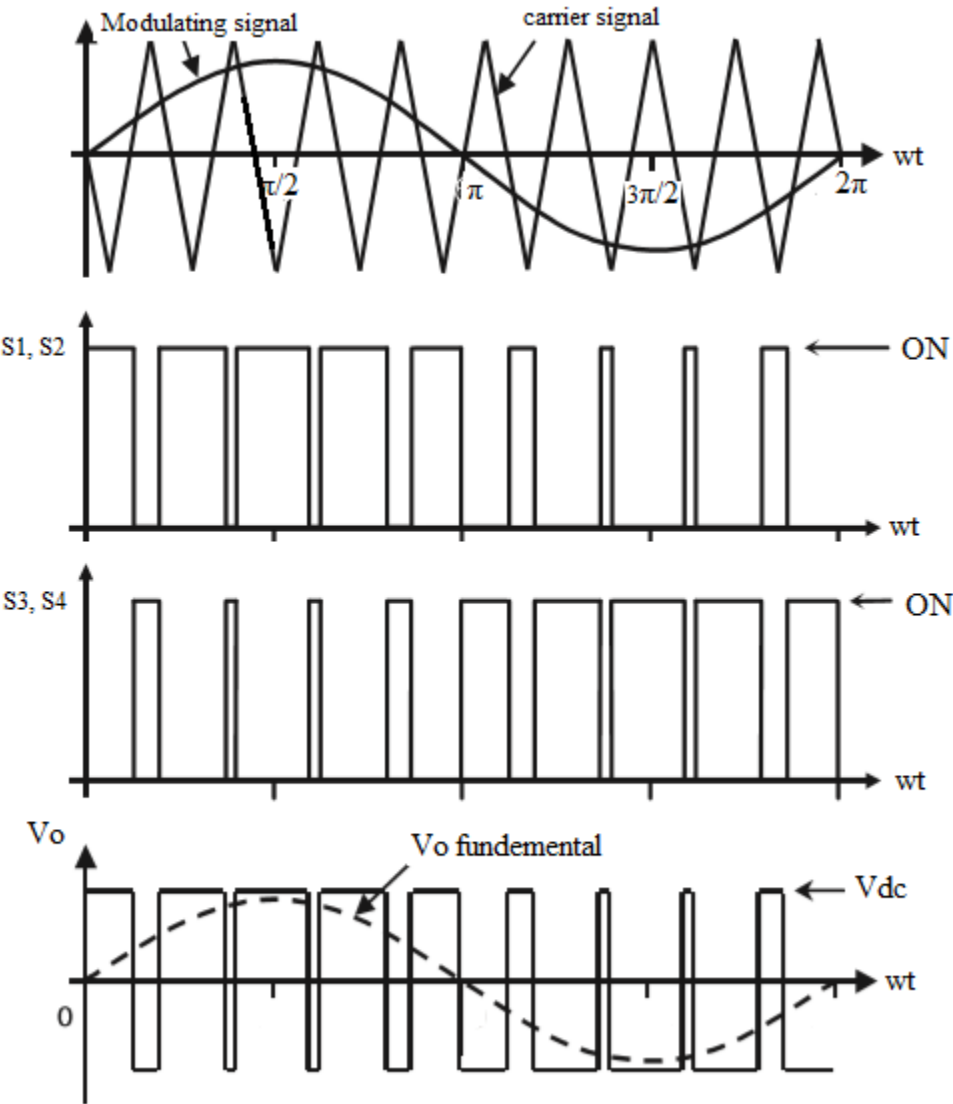 Modulating signal
carrier signal
wt
π/2
π
3π/2
2π
S1, S2
ON
wt
S3, S4
ON
wt
Vo
Vo fundemental
Vdc
wt
0